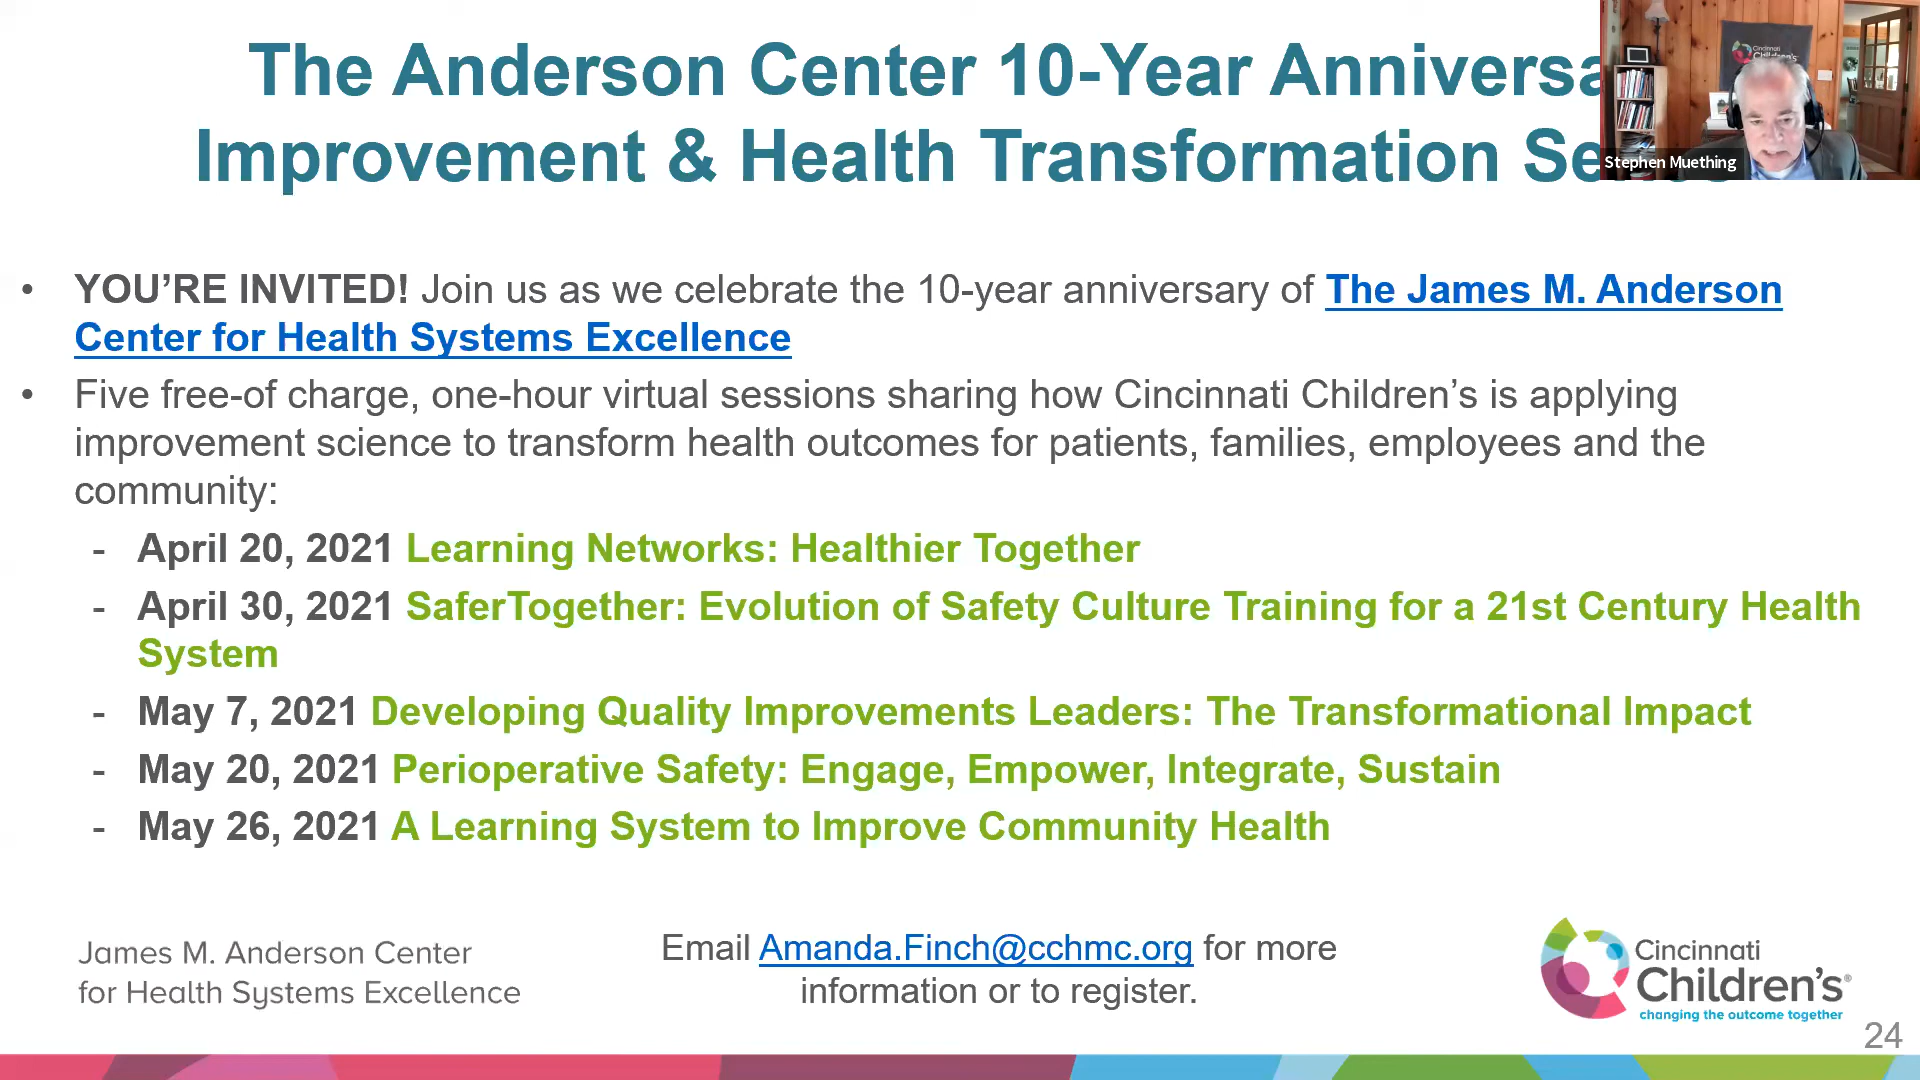 The Anderson Center 10-Year Anniversa
Improvement & Health Transformation Se
Cincinnati
Children's
Stephen Muething
• YOU’RE INVITED! Join us as we celebrate the 10-year anniversary of The James M. Anderson
Center for Health Systems Excellence
• Five free-of charge, one-hour virtual sessions sharing how Cincinnati Children’s is applying
improvement science to transform health outcomes for patients, families, employees and the
community:
- April 20, 2021 Learning Networks: Healthier Together
- April 30, 2021 SaferTogether: Evolution of Safety Culture Training for a 21st Century Health
System
- May 7, 2021 Developing Quality Improvements Leaders: The Transformational Impact
- May 20, 2021 Perioperative Safety: Engage, Empower, Integrate, Sustain
- May 26, 2021 A Learning System to Improve Community Health
James M. Anderson Center
for Health Systems Excellence
Email Amanda.Finch@cchmc.org for more
information or to register.
Cincinnati
Children’s®
changing the outcome together
24